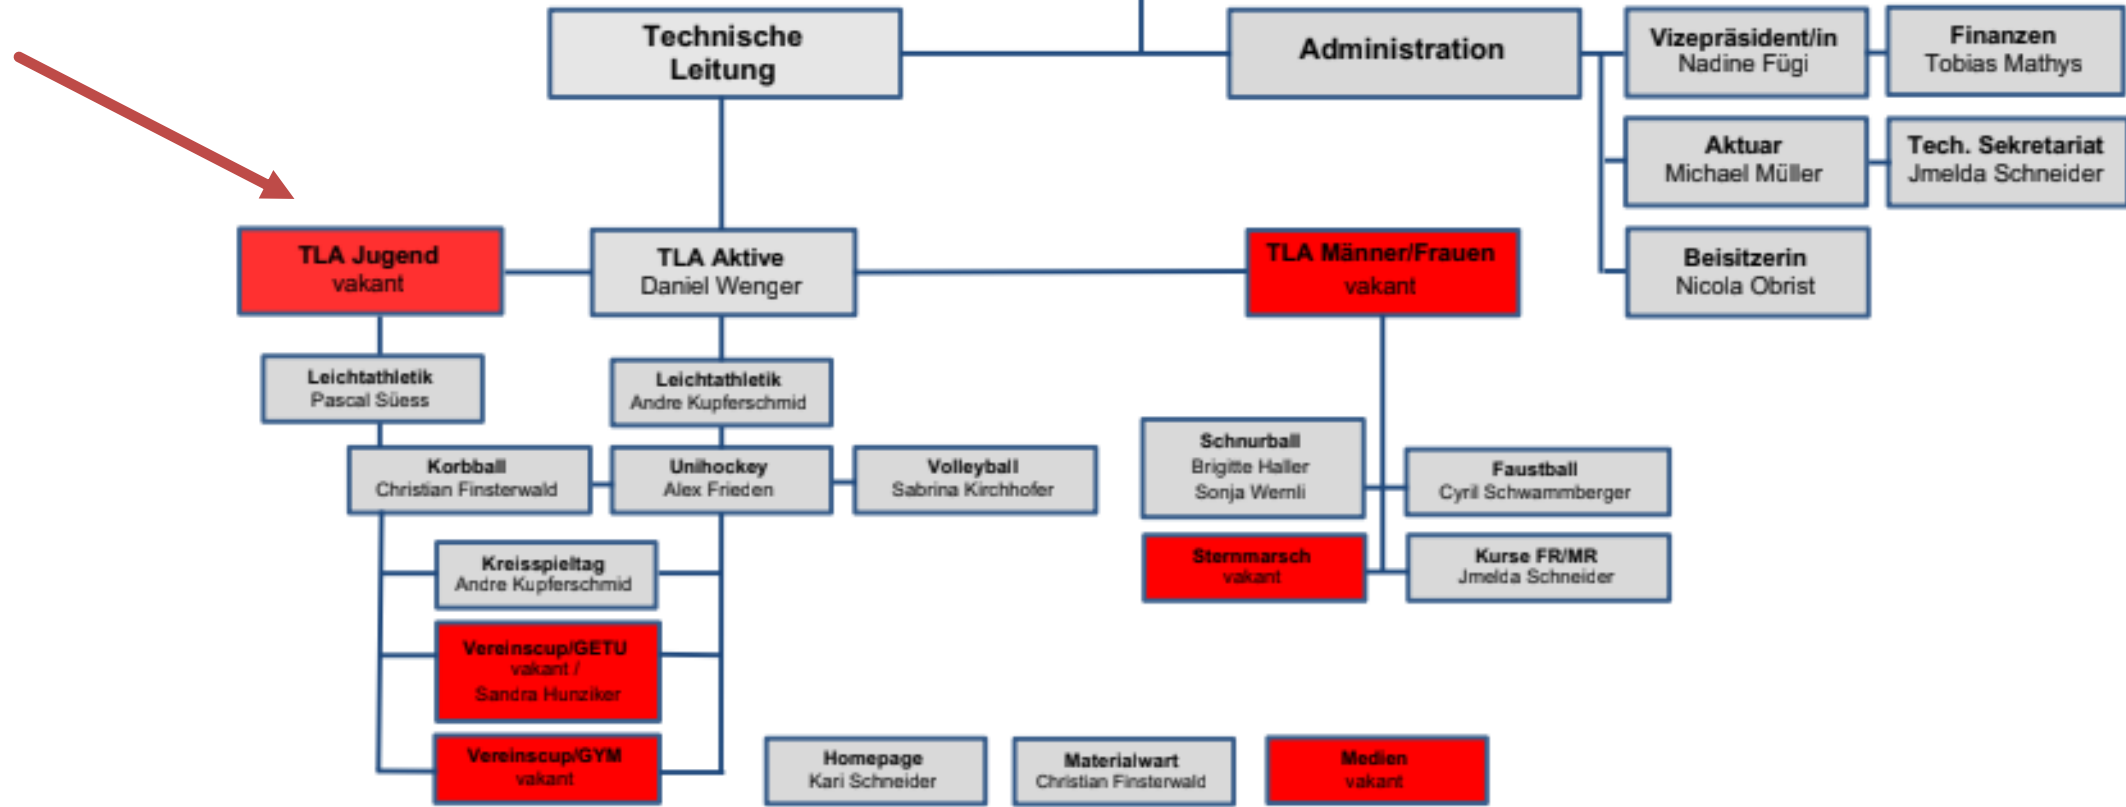 Technische
Leitung
Administration
Vizepräsident/in
Nadine Fügi
Finanzen
Tobias Mathys
Aktuar
Michael Müller
Tech. Sekretariat
Jmelda Schneider
Beisitzerin
Nicola Obrist
TLA Jugend
vakant
TLA Aktive
Daniel Wenger
TLA Männer/Frauen
vakant
Leichtathletik
Pascal Süess
Leichtathletik
Andre Kupferschmid
Korbball
Christian Finsterwald
Unihockey
Alex Frieden
Volleyball
Sabrina Kirchhofer
Schnurball
Brigitte Haller
Sonja Wernli
Faustball
Cyril Schwammberger
Kreisspieltag
Andre Kupferschmid
Sternmarsch
vakant
Kurse FR/MR
Jmelda Schneider
Vereinscup/GETU
vakant /
Sandra Hunziker
Vereinscup/GYM
vakant
Homepage
Kari Schneider
Materialwart
Christian Finsterwald
Medien
vakant